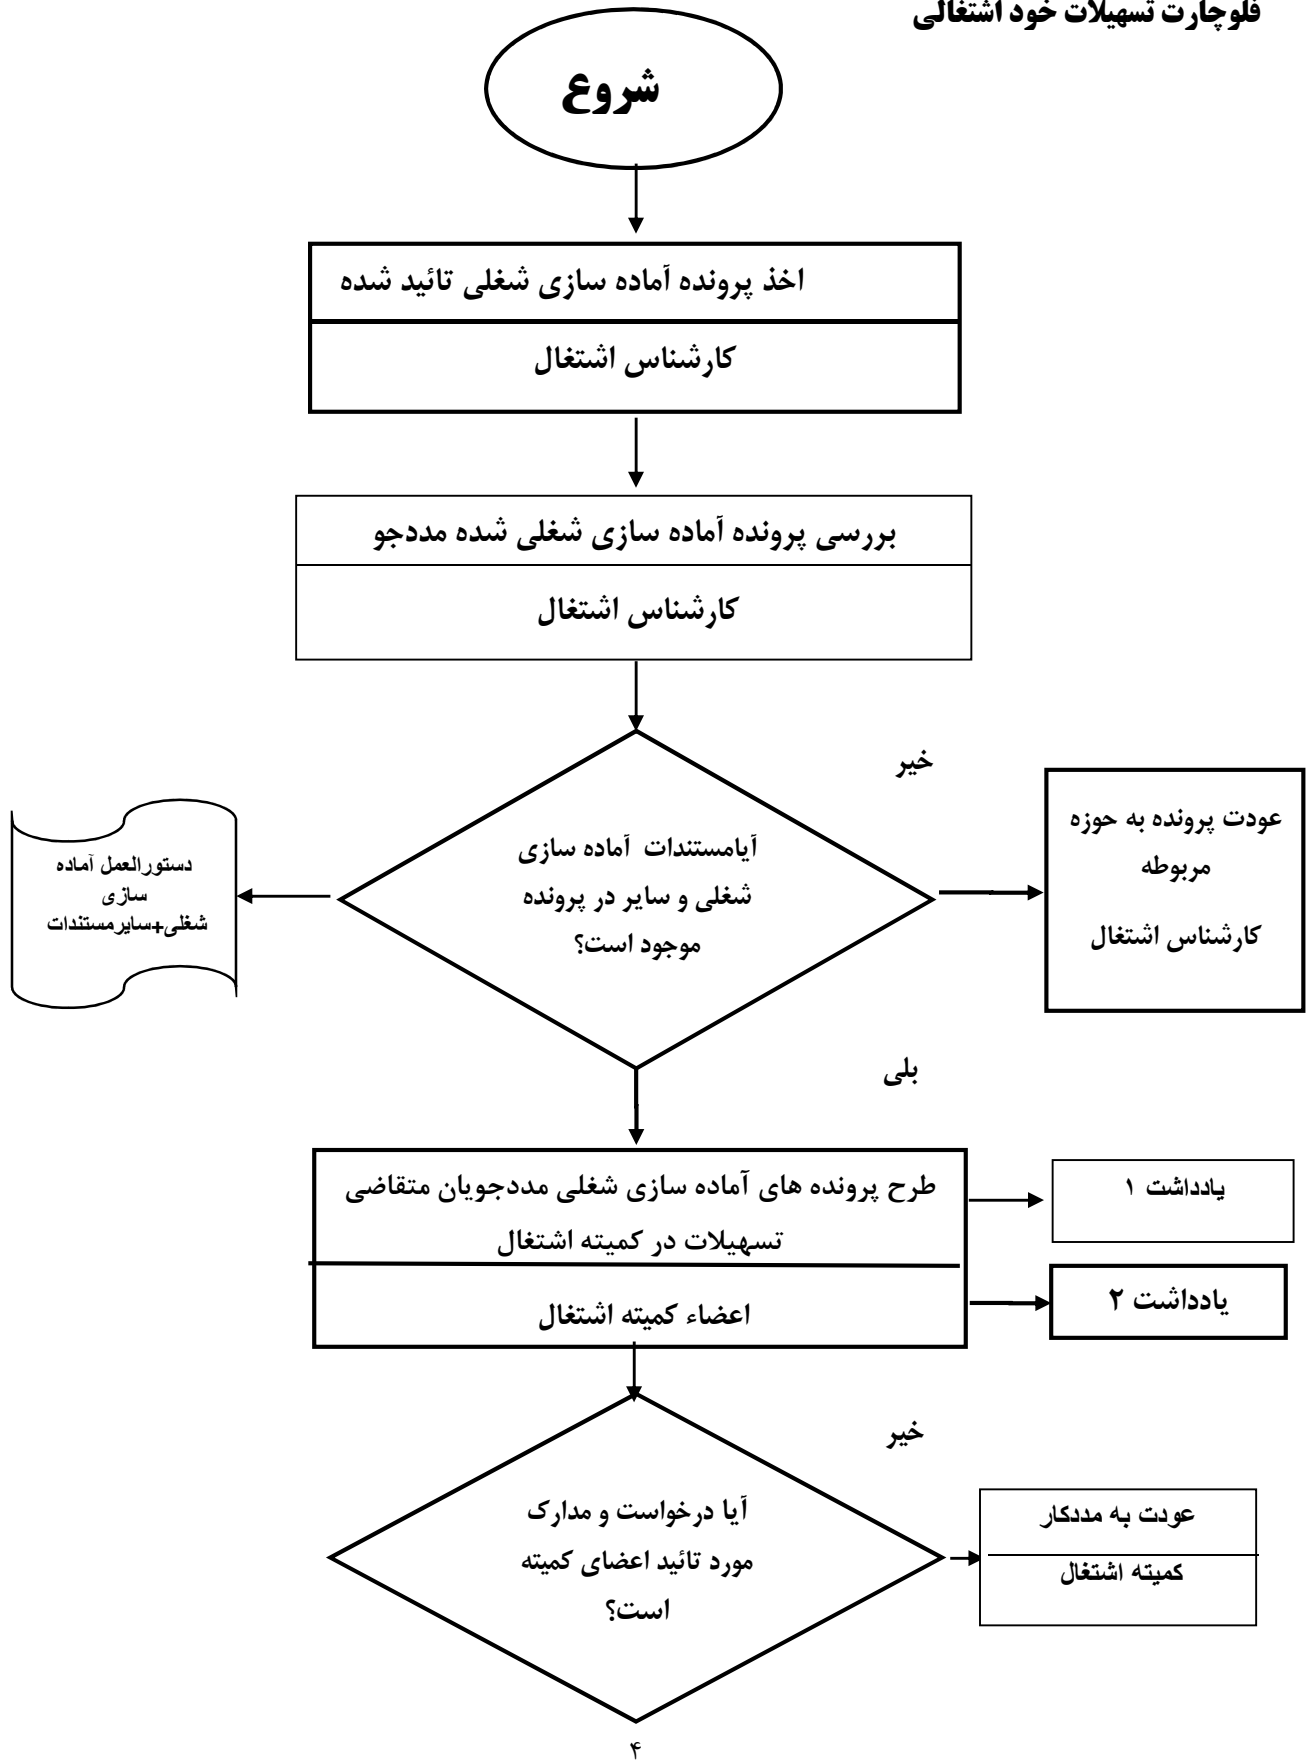 فلوچارت تسهیلات خود اشتغالی
شروع
اخذ پرونده آماده سازی شغلی تائید شده
کارشناس اشتغال
بررسی پرونده آماده سازی شغلی شده مددجو
کارشناس اشتغال
خیر
عودت پرونده به حوزه
مربوطه
کارشناس اشتغال
آیامستندات آماده سازی
شغلی و سایر در پرونده
موجود است؟
دستورالعمل آماده
سازی
شغلی+سایرمستندات
بلی
طرح پرونده های آماده سازی شغلی مددجویان متقاضی
تسهیلات در کمیته اشتغال
اعضاء کمیته اشتغال
یادداشت ۱
یادداشت ۲
خیر
آیا درخواست و مدارک
مورد تائید اعضای کمیته
است؟
عودت به مددکار
کمیته اشتغال
۴